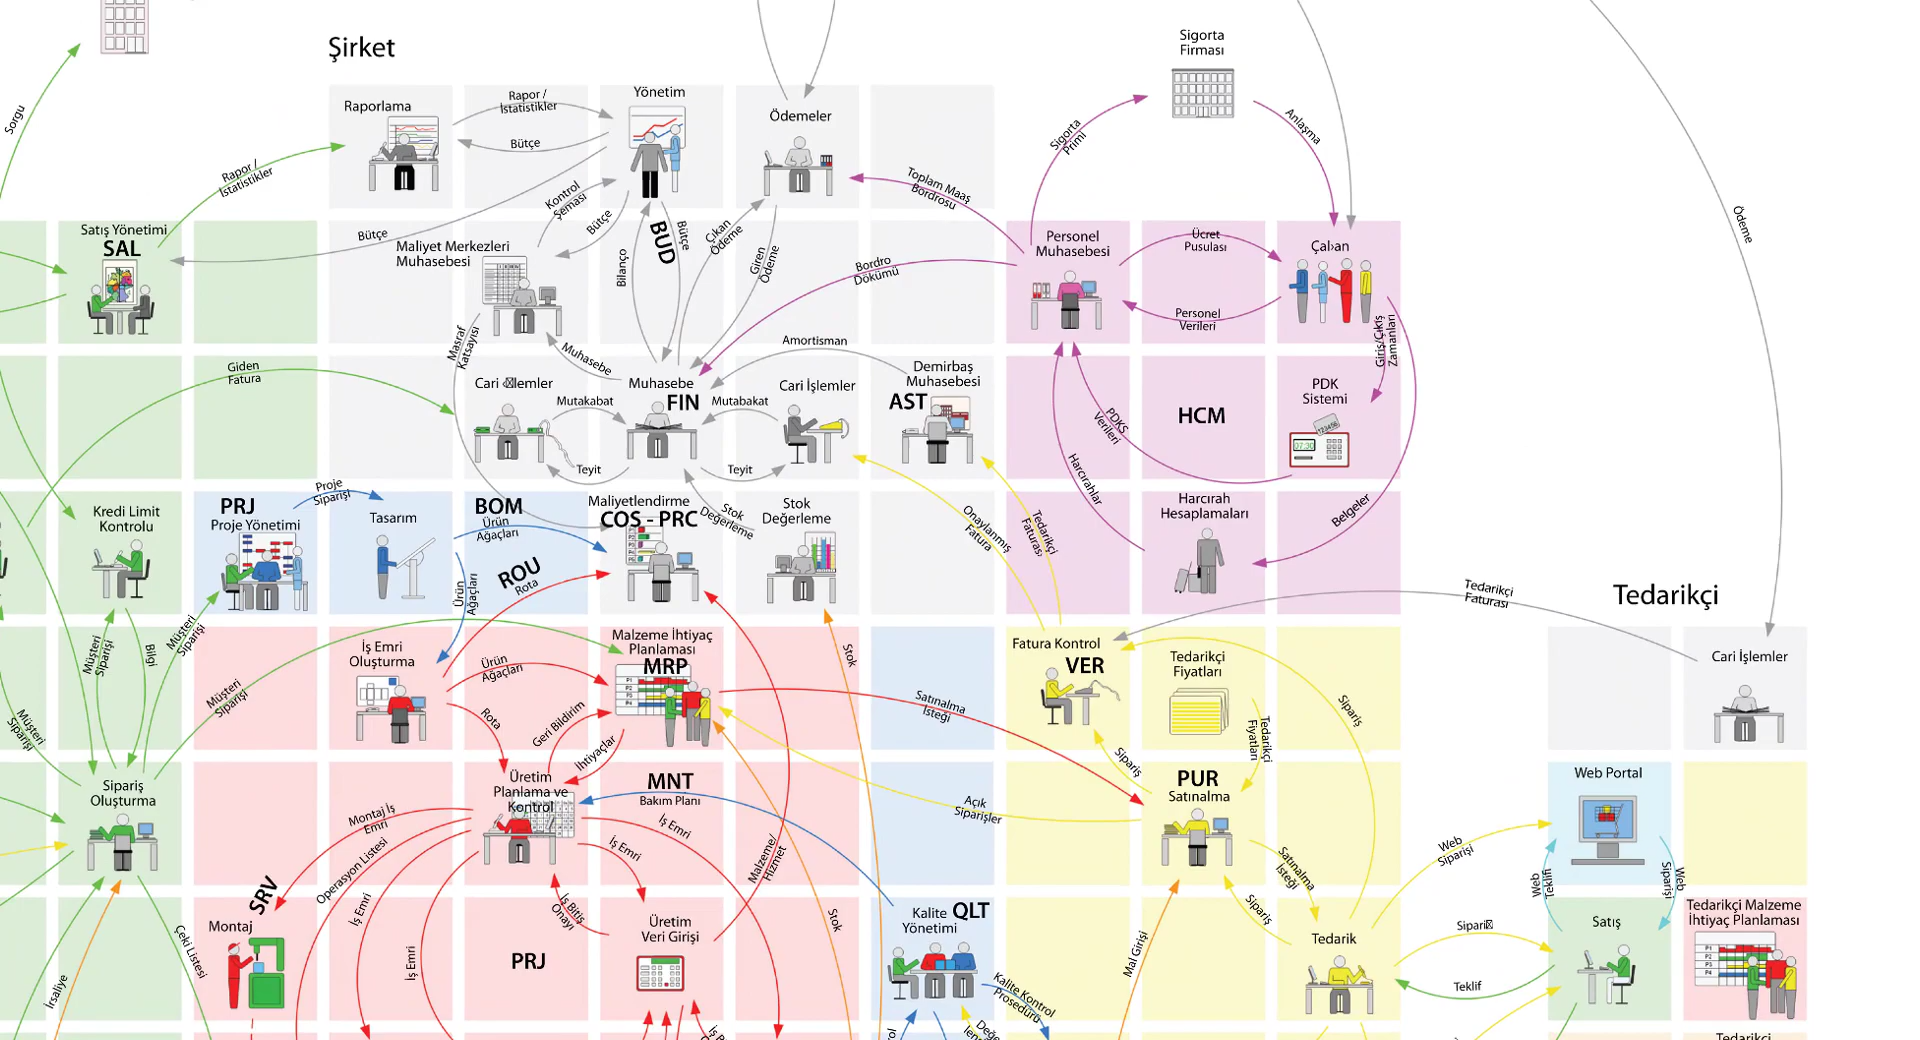 Şirket
Sigorta
Firması
Sorgu
Raporlama
Rapor /
İstatistikler
Bütçe
Yönetim
Ödemeler
Sigorta
Primi
Anlaşma
Rapor /
İstatistikler
Kontrol
Şeması
Bütçe
Toplam Maaş
Bordrosu
Ödeme
Satış Yönetimi
SAL
Bütçe
Maliyet Merkezleri
Muhasebesi
Bilanço
BUD
Bütçe
Çıkan
Ödeme
Giren
Ödeme
Bordro
Dökümü
Personel
Muhasebesi
Ücret
Pusulası
Personel
Verileri
Giriş/Çıkış
Zamanları
Masraf
Katsayısı
Muhasebe
Amortisman
Giden
Fatura
Mutakabat
Teyit
Muhasebe
FIN
Mutabakat
Teyit
Cari İşlemler
Demirbaş
Muhasebesi
AST
PDKS
Verileri
HCM
PDK
Sistemi
Harcırahlar
Kredi Limit
Kontrolu
PRJ
Proje Yönetimi
Proje
Siparişi
Tasarım
BOM
Ürün
Ağaçları
Maliyetlendirme
COS - PRC
Stok
Değerleme
Stok
Değerleme
Onaylanmış
Fatura
Tedarikçi
Faturası
Harcırah
Hesaplamaları
Belgeler
ROU
Rota
Ürün
Ağaçları
Tedarikçi
Faturası
Tedarikçi
Müşteri
Siparişi
Bilgi
Müşteri
Siparişi
Müşteri
Siparişi
Müşteri
Siparişi
İş Emri
Oluşturma
Ürün
Ağaçları
Rota
Geri Bildirim
İhtiyaçlar
Malzeme İhtiyaç
Planlaması
MRP
Stok
Satınalma
İsteği
Fatura Kontrol
VER
Tedarikçi
Fiyatları
Tedarikçi
Fiyatları
Sipariş
Sipariş
Cari İşlemler
Sipariş
Oluşturma
Üretim
Planlama ve
Kontrol
MNT
Bakım Planı
Montaj İş
Emri
Operasyon Listesi
İş Emri
İş Emri
İş Emri
İş Emri
Malzeme/
Hizmet
Açık
Siparişler
PUR
Satınalma
Satınalma
İsteği
Sipariş
Web
Siparişi
Web Portal
Web
Teklifi
Web
Siparişi
SRV
Montaj
İş Bitiş
Onayı
PRJ
Üretim
Veri Girişi
Stok
Kalite
Yönetimi
QLT
Kalite Kontrol
Prosedürü
Mal Girişi
Tedarik
Teklif
Satış
Tedarikçi Malzeme
İhtiyaç Planlaması
Çeki Listesi
İrsaliye
Tedarikçi